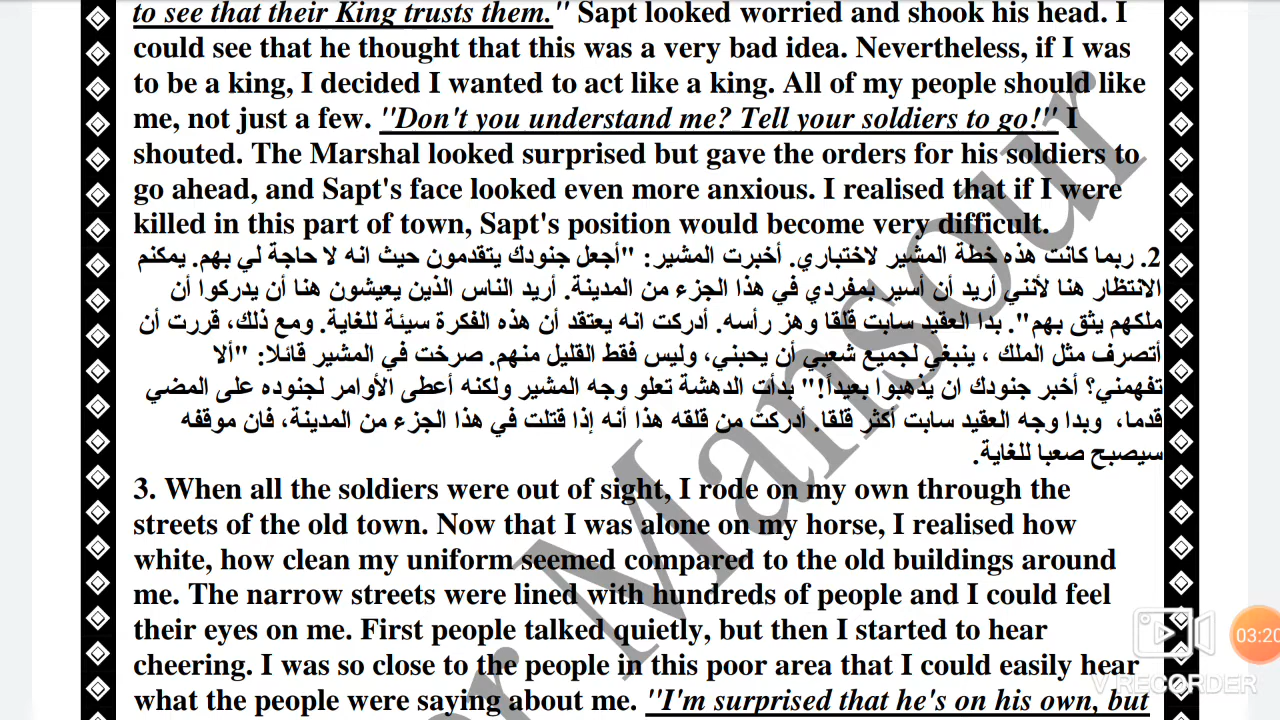 to see that their King trusts them." Sapt looked worried and shook his head. I
could see that he thought that this was a very bad idea. Nevertheless, if I was
to be a king, I decided I wanted to act like a king. All of my people should like
me, not just a few. "Don't you understand me? Tell your soldiers to go!" I
shouted. The Marshal looked surprised but gave the orders for his soldiers to
go ahead, and Sapt's face looked even more anxious. I realised that if I were
killed in this part of town, Sapt's position would become very difficult.
2. ربما كانت هذه خطة المشير لاختباري. أخبرت المشير: "أجعل جنودك يتقدمون حيث انه لا حاجة لي بهم. يمكنم
الانتظار هنا لأنني أريد أن أسير بمفردي في هذا الجزء من المدينة. أريد الناس الذين يعيشون هنا أن يدركوا أن
ملكهم يثق بهم". بدا العقيد سابت قلقا وهز رأسه. أدركت انه يعتقد أن هذه الفكرة سيئة للغاية. ومع ذلك، قررت أن
أتصرف مثل الملك ، ينبغي لجميع شعبي أن يحبني، وليس فقط القليل منهم. صرخت في المشير قائلا: "ألا
تفهمني؟ أخبر جنودك ان يذهبوا بعيداً!" بدأت الدهشة تعلو وجه المشير ولكنه أعطى الأوامر لجنوده على المضي
قدما، وبدا وجه العقيد سابت أكثر قلقا. أدركت من قلقه هذا أنه إذا قتلت في هذا الجزء من المدينة، فان موقفه
سيصبح صعبا للغاية.
3. When all the soldiers were out of sight, I rode on my own through the
streets of the old town. Now that I was alone on my horse, I realised how
white, how clean my uniform seemed compared to the old buildings around
me. The narrow streets were lined with hundreds of people and I could feel
their eyes on me. First people talked quietly, but then I started to hear
cheering. I was so close to the people in this poor area that I could easily hear
what the people were saying about me. "I'm surprised that he's on his own, but
r Mansour
03:20
V RECORDER